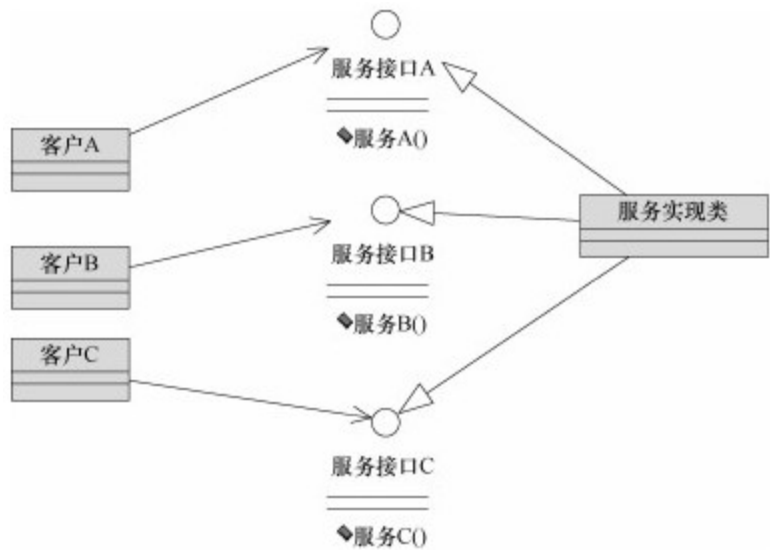 服务接口A
服务A()
客户A
服务实现类
服务接口B
服务B()
客户B
客户C
服务接口C
服务C()